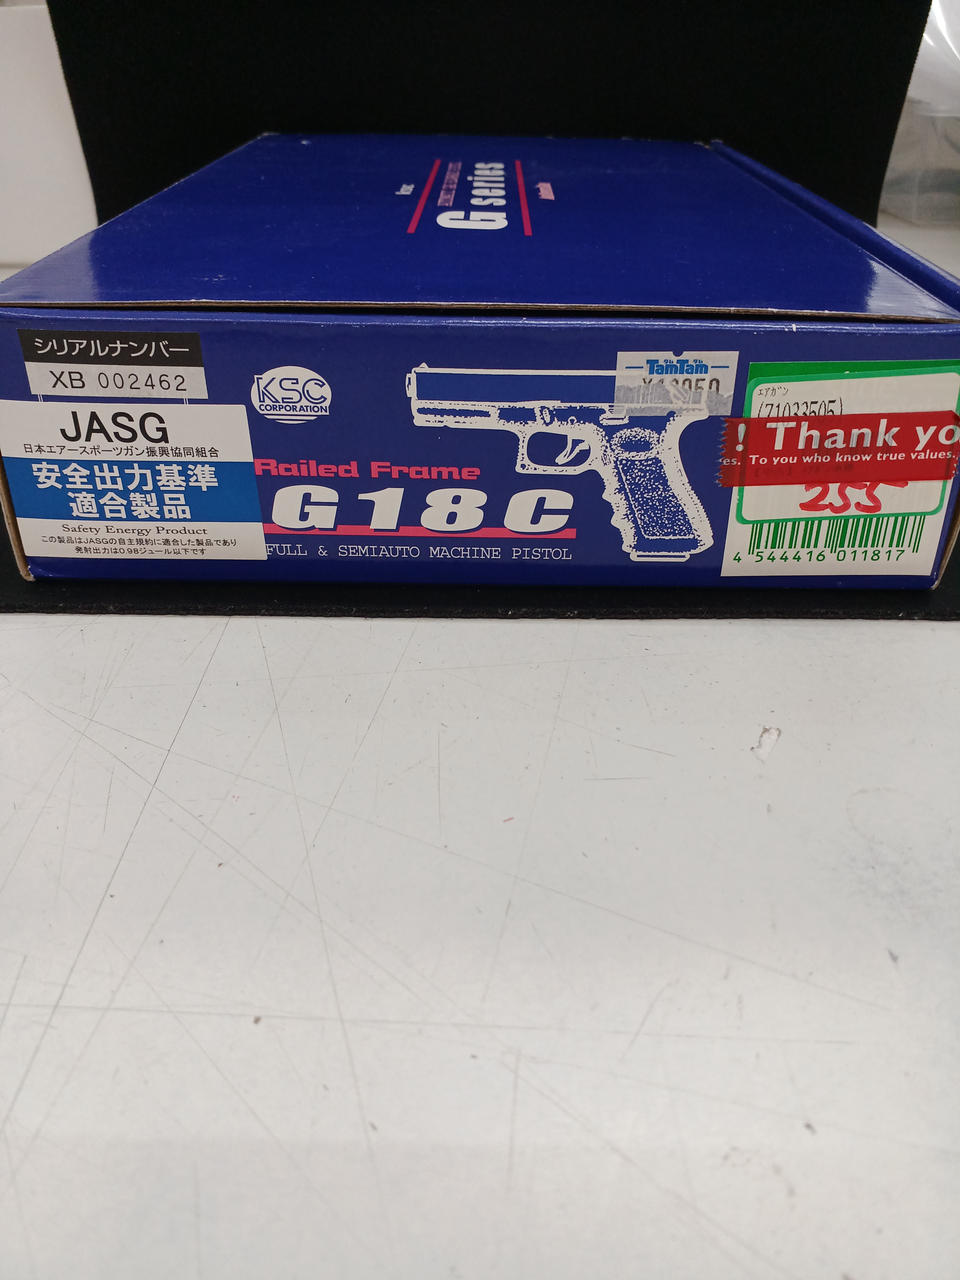 G series
シリアルナンバー
XB 002462
JASG
日本エアースポーツガン振興協同組合
安全出力基準
適合製品
Safety Energy Product
この製品はJASGの自主規約に適合した製品であり
発射出力は0.98ジュール以下です
KSC
CORPORATION
Railed Frame
G18C
FULL & SEMIAUTO MACHINE PISTOL
TamTam
エアガン
(71033505)
! Thank yo
es. To you who know true values.
255
4 544416 011817